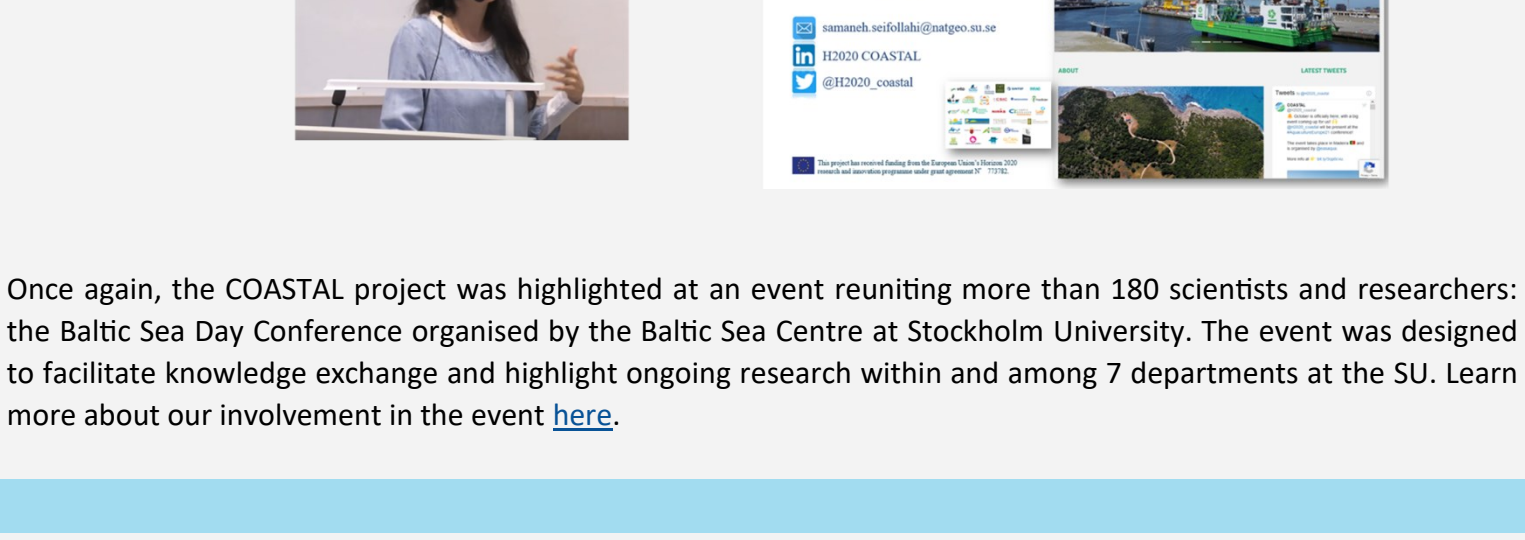 samaneh.seifollahi@natgeo.su.se
H2020 COASTAL
@H2020_coastal
This project has received funding from the European Union's Horizon 2020
research and innovation programme under grant agreement N° 773782.
ABOUT
LATEST TWEETS
Tweets
COASTAL
Once again, the COASTAL project was highlighted at an event reuniting more than 180 scientists and researchers:
the Baltic Sea Day Conference organised by the Baltic Sea Centre at Stockholm University. The event was designed
to facilitate knowledge exchange and highlight ongoing research within and among 7 departments at the SU. Learn
more about our involvement in the event here.